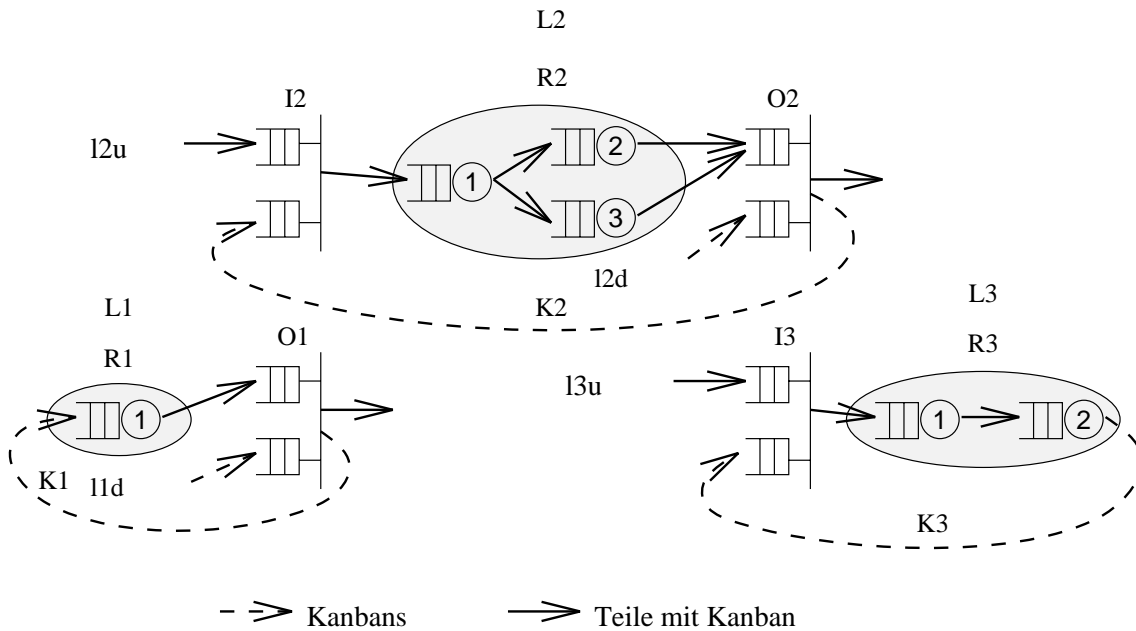 L2
R2
I2
O2
l2u
1
2
3
l2d
K2
L1
L3
R1
O1
I3
R3
l3u
1
1
2
K1
l1d
K3
Kanbans
Teile mit Kanban